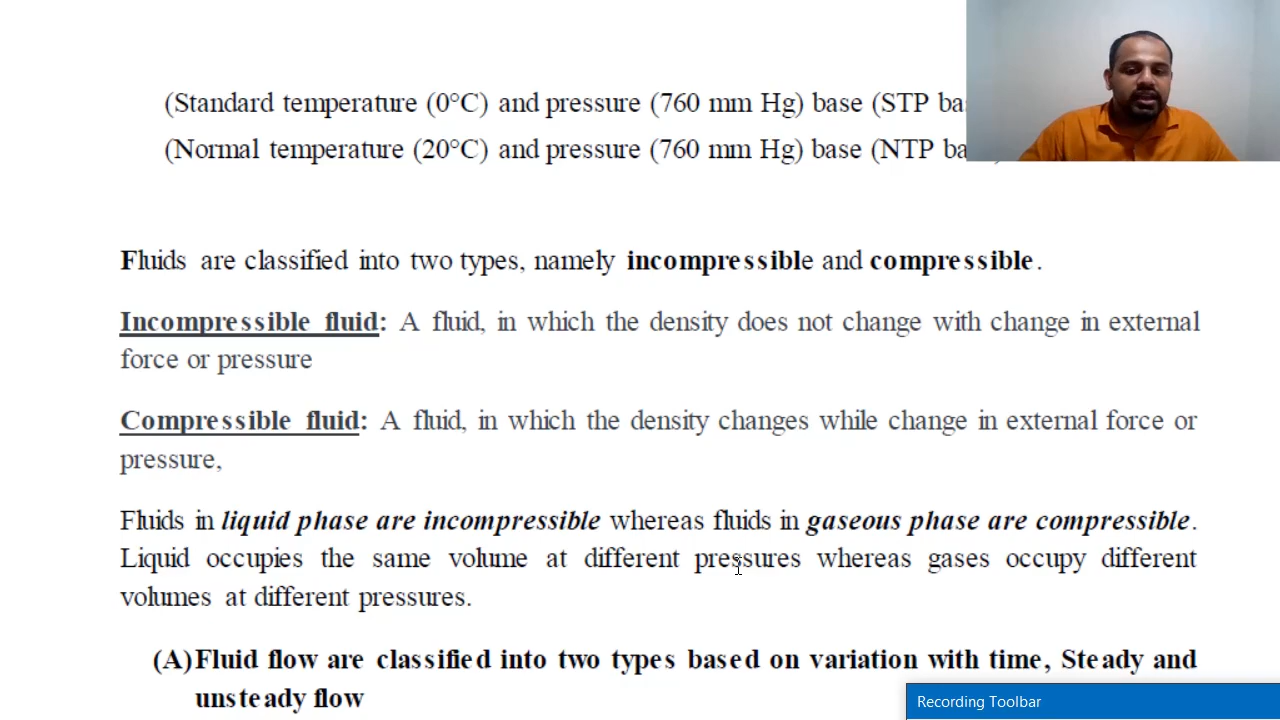 (Standard temperature (0°C) and pressure (760 mm Hg) base (STP
(Normal temperature (20°C) and pressure (760 mm Hg) base (NTP
Fluids are classified into two types, namely incompressible and compressible.
Incompressible fluid: A fluid, in which the density does not change with change in external
force or pressure
Compressible fluid: A fluid, in which the density changes while change in external force or
pressure,
Fluids in liquid phase are incompressible whereas fluids in gaseous phase are compressible.
Liquid occupies the same volume at different pressures whereas gases occupy different
volumes at different pressures.
(A)Fluid flow are classified into two types based on variation with time, Steady and
unsteady flow
Recording Toolbar